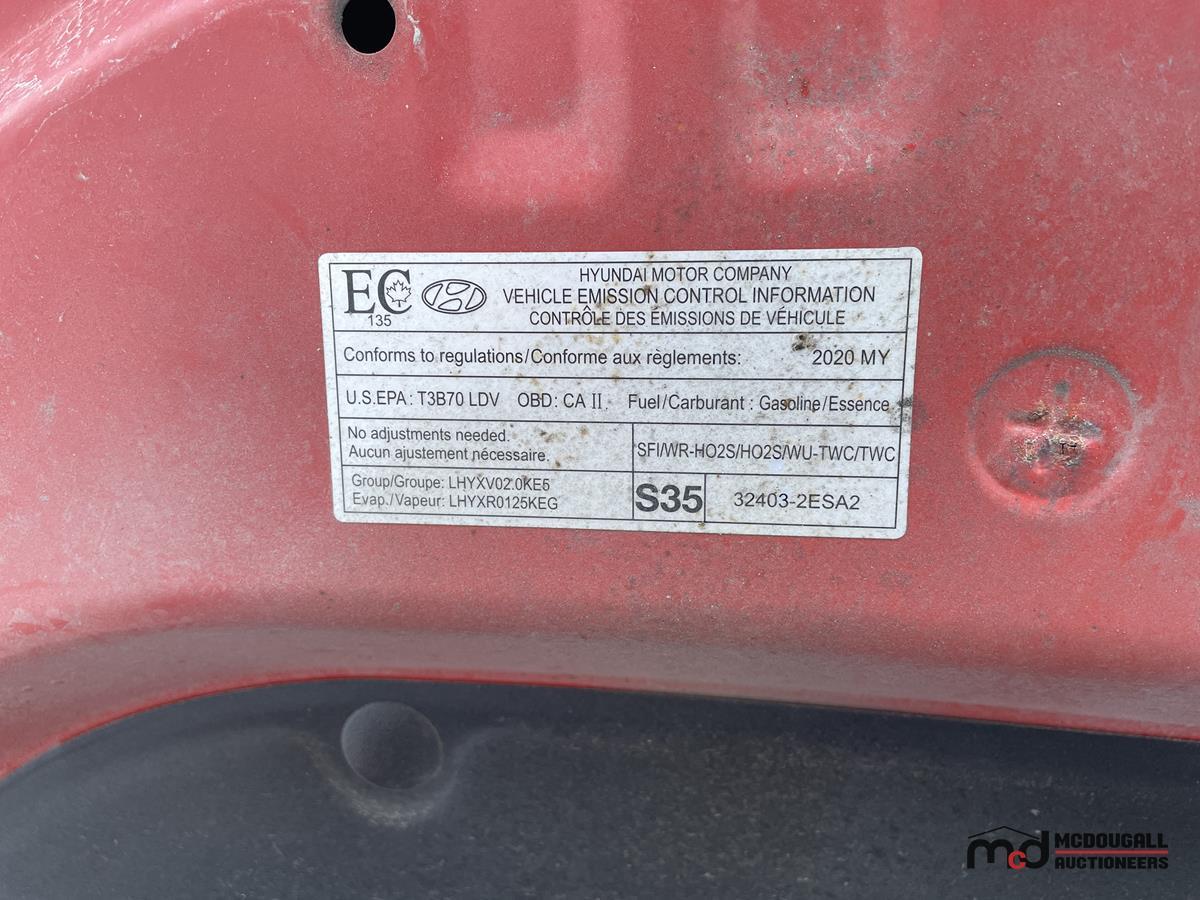 EC
135
HYUNDAI MOTOR COMPANY
VEHICLE EMISSION CONTROL INFORMATION
CONTRÔLE DES ÉMISSIONS DE VÉHICULE
Conforms to regulations/Conforme aux règlements: 2020 MY
U.S.EPA : T3B70 LDV OBD: CA II. Fuel/Carburant : Gasoline/Essence
No adjustments needed.
Aucun ajustement nécessaire.
SFI/WR-HO2S/HO2S/WU-TWC/TWC
Group/Groupe: LHYXV02.0KE5
Evap./Vapeur: LHYXR0125KEG
S35
32403-2ESA2
mcd MCDOUGALL
AUCTIONEERS